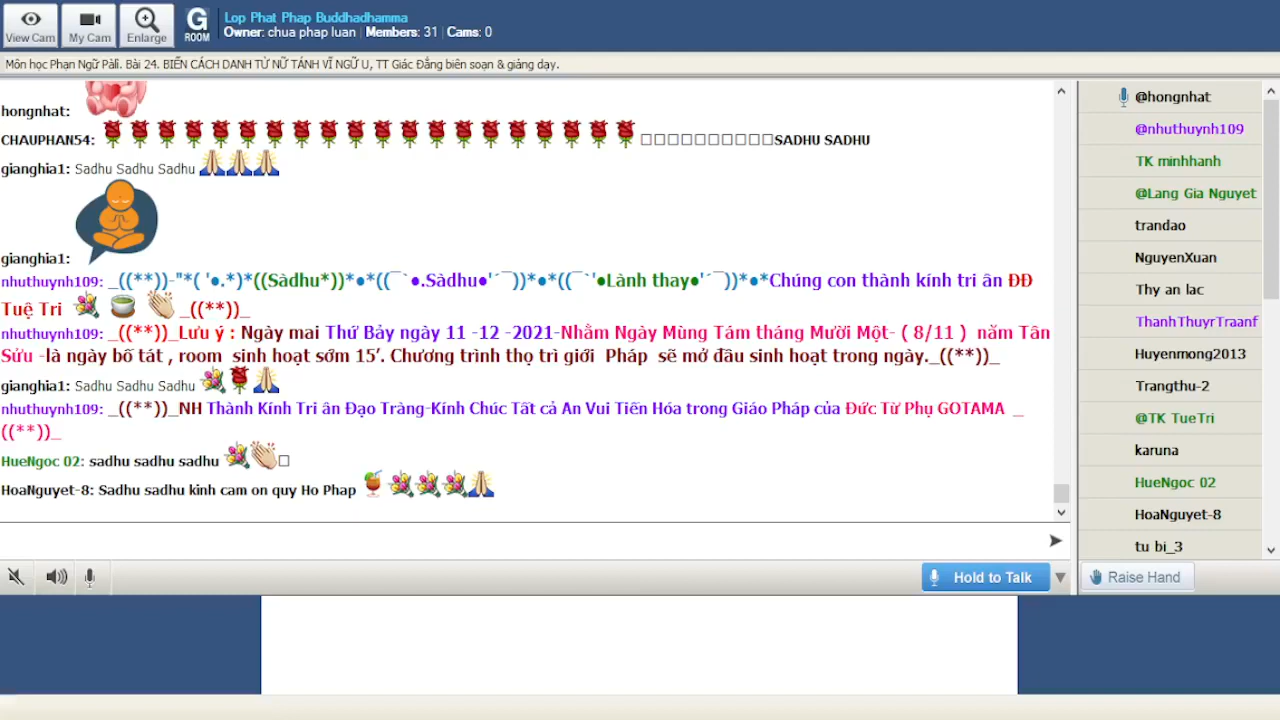 View Cam
My Cam
Enlarge
G
ROOM
Lop Phat Phap Buddhadhamma
Owner: chua phap luan | Members: 31 | Cams: 0
Môn học Phạn Ngữ Pāli. Bài 24. BIẾN CÁCH DANH TỪ NỮ TÁNH VĨ NGỮ U, TT Giác Đẳng biên soạn & giảng dạy.
hongnhat:
CHAUPHAN54: SADHU SADHU
gianghia1: Sadhu Sadhu Sadhu
gianghia1:
nhuthuynh109: _((**))-"*( '●.*)*((Sàdhu*))*●*((¯`●.Sàdhu●'´¯))*●*((¯`'●Lành thay●'´¯))*●*Chúng con thành kính tri ân ĐĐ
Tuệ Tri _((**))_
nhuthuynh109: _((**))_Lưu ý : Ngày mai Thứ Bảy ngày 11 -12 -2021-Nhằm Ngày Mùng Tám tháng Mười Một- ( 8/11 ) năm Tân
Sửu -là ngày bố tát , room sinh hoạt sớm 15’. Chương trình thọ trì giới Pháp sẽ mở đầu sinh hoạt trong ngày._((**))_
gianghia1: Sadhu Sadhu Sadhu
nhuthuynh109: _((**))_NH Thành Kính Tri ân Đạo Tràng-Kính Chúc Tất cả An Vui Tiến Hóa trong Giáo Pháp của Đức Từ Phụ GOTAMA _
((**))_
HueNgoc 02: sadhu sadhu sadhu
HoaNguyet-8: Sadhu sadhu kinh cam on quy Ho Phap
Hold to Talk
@hongnhat
@nhuthuynh109
TK minhhanh
@Lang Gia Nguyet
trandao
NguyenXuan
Thy an lac
ThanhThuyrTraanf
Huyenmong2013
Trangthu-2
@TK TueTri
karuna
HueNgoc 02
HoaNguyet-8
tu bi_3
Raise Hand